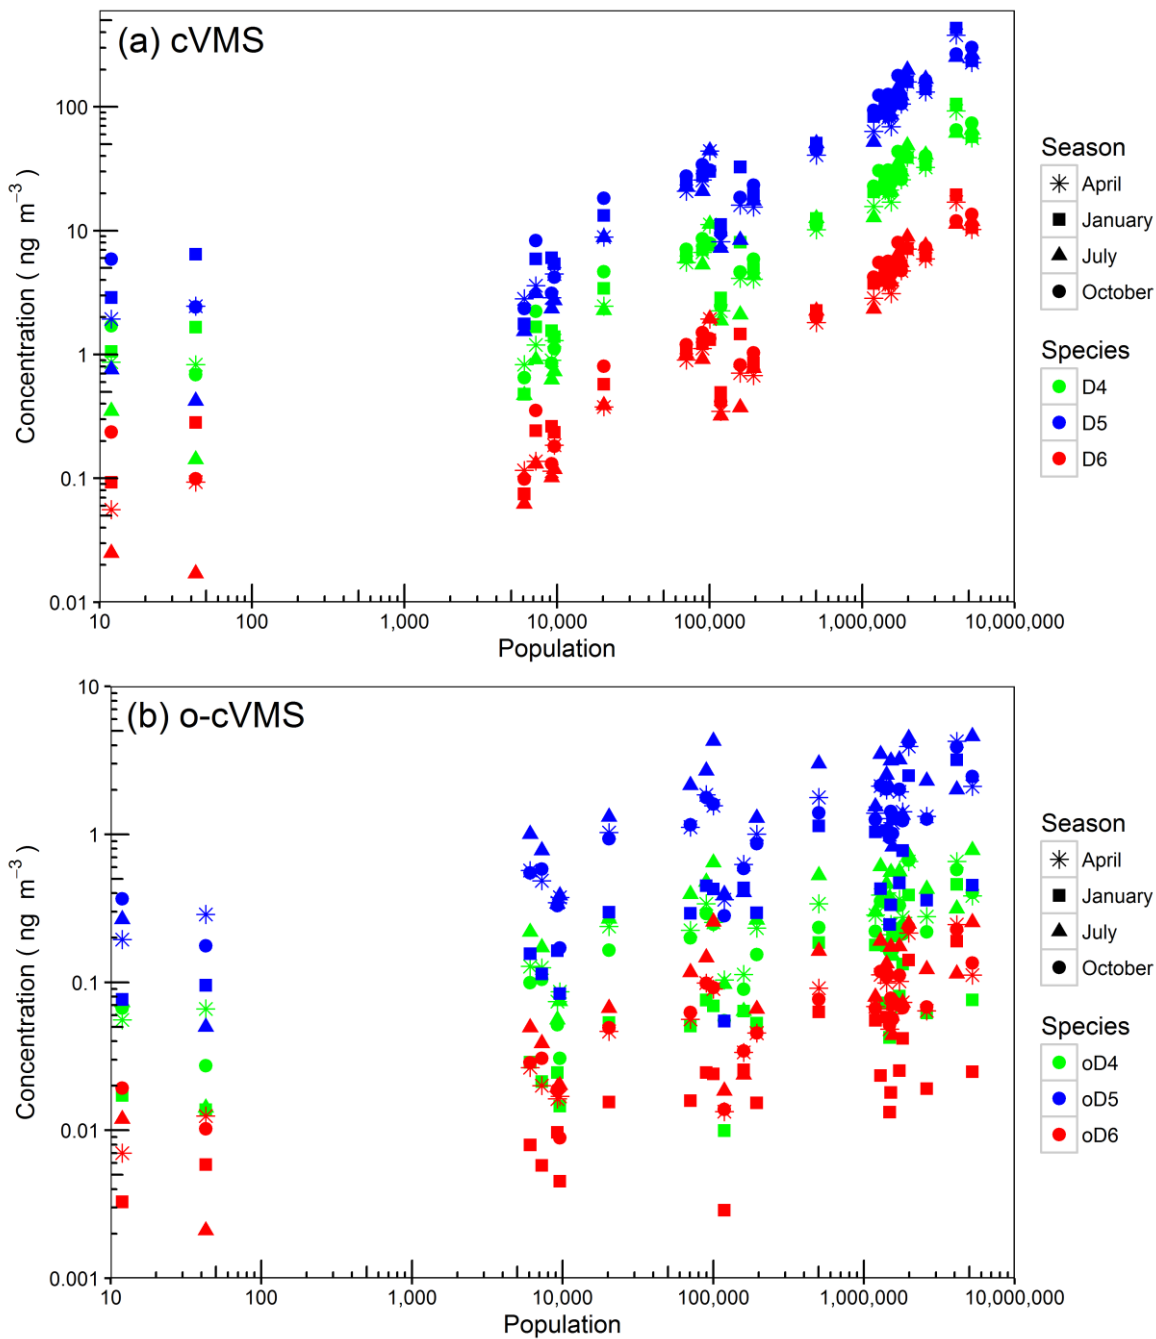 (a) cVMS
100
10
1
0.1
0.01
Concentration ( ng m⁻³ )
10
100
1,000
10,000
100,000
1,000,000
10,000,000
Population
Season
April
January
July
October
Species
D4
D5
D6
(b) o-cVMS
10
1
0.1
0.01
0.001
Concentration ( ng m⁻³ )
10
100
1,000
10,000
100,000
1,000,000
10,000,000
Population
Season
April
January
July
October
Species
oD4
oD5
oD6